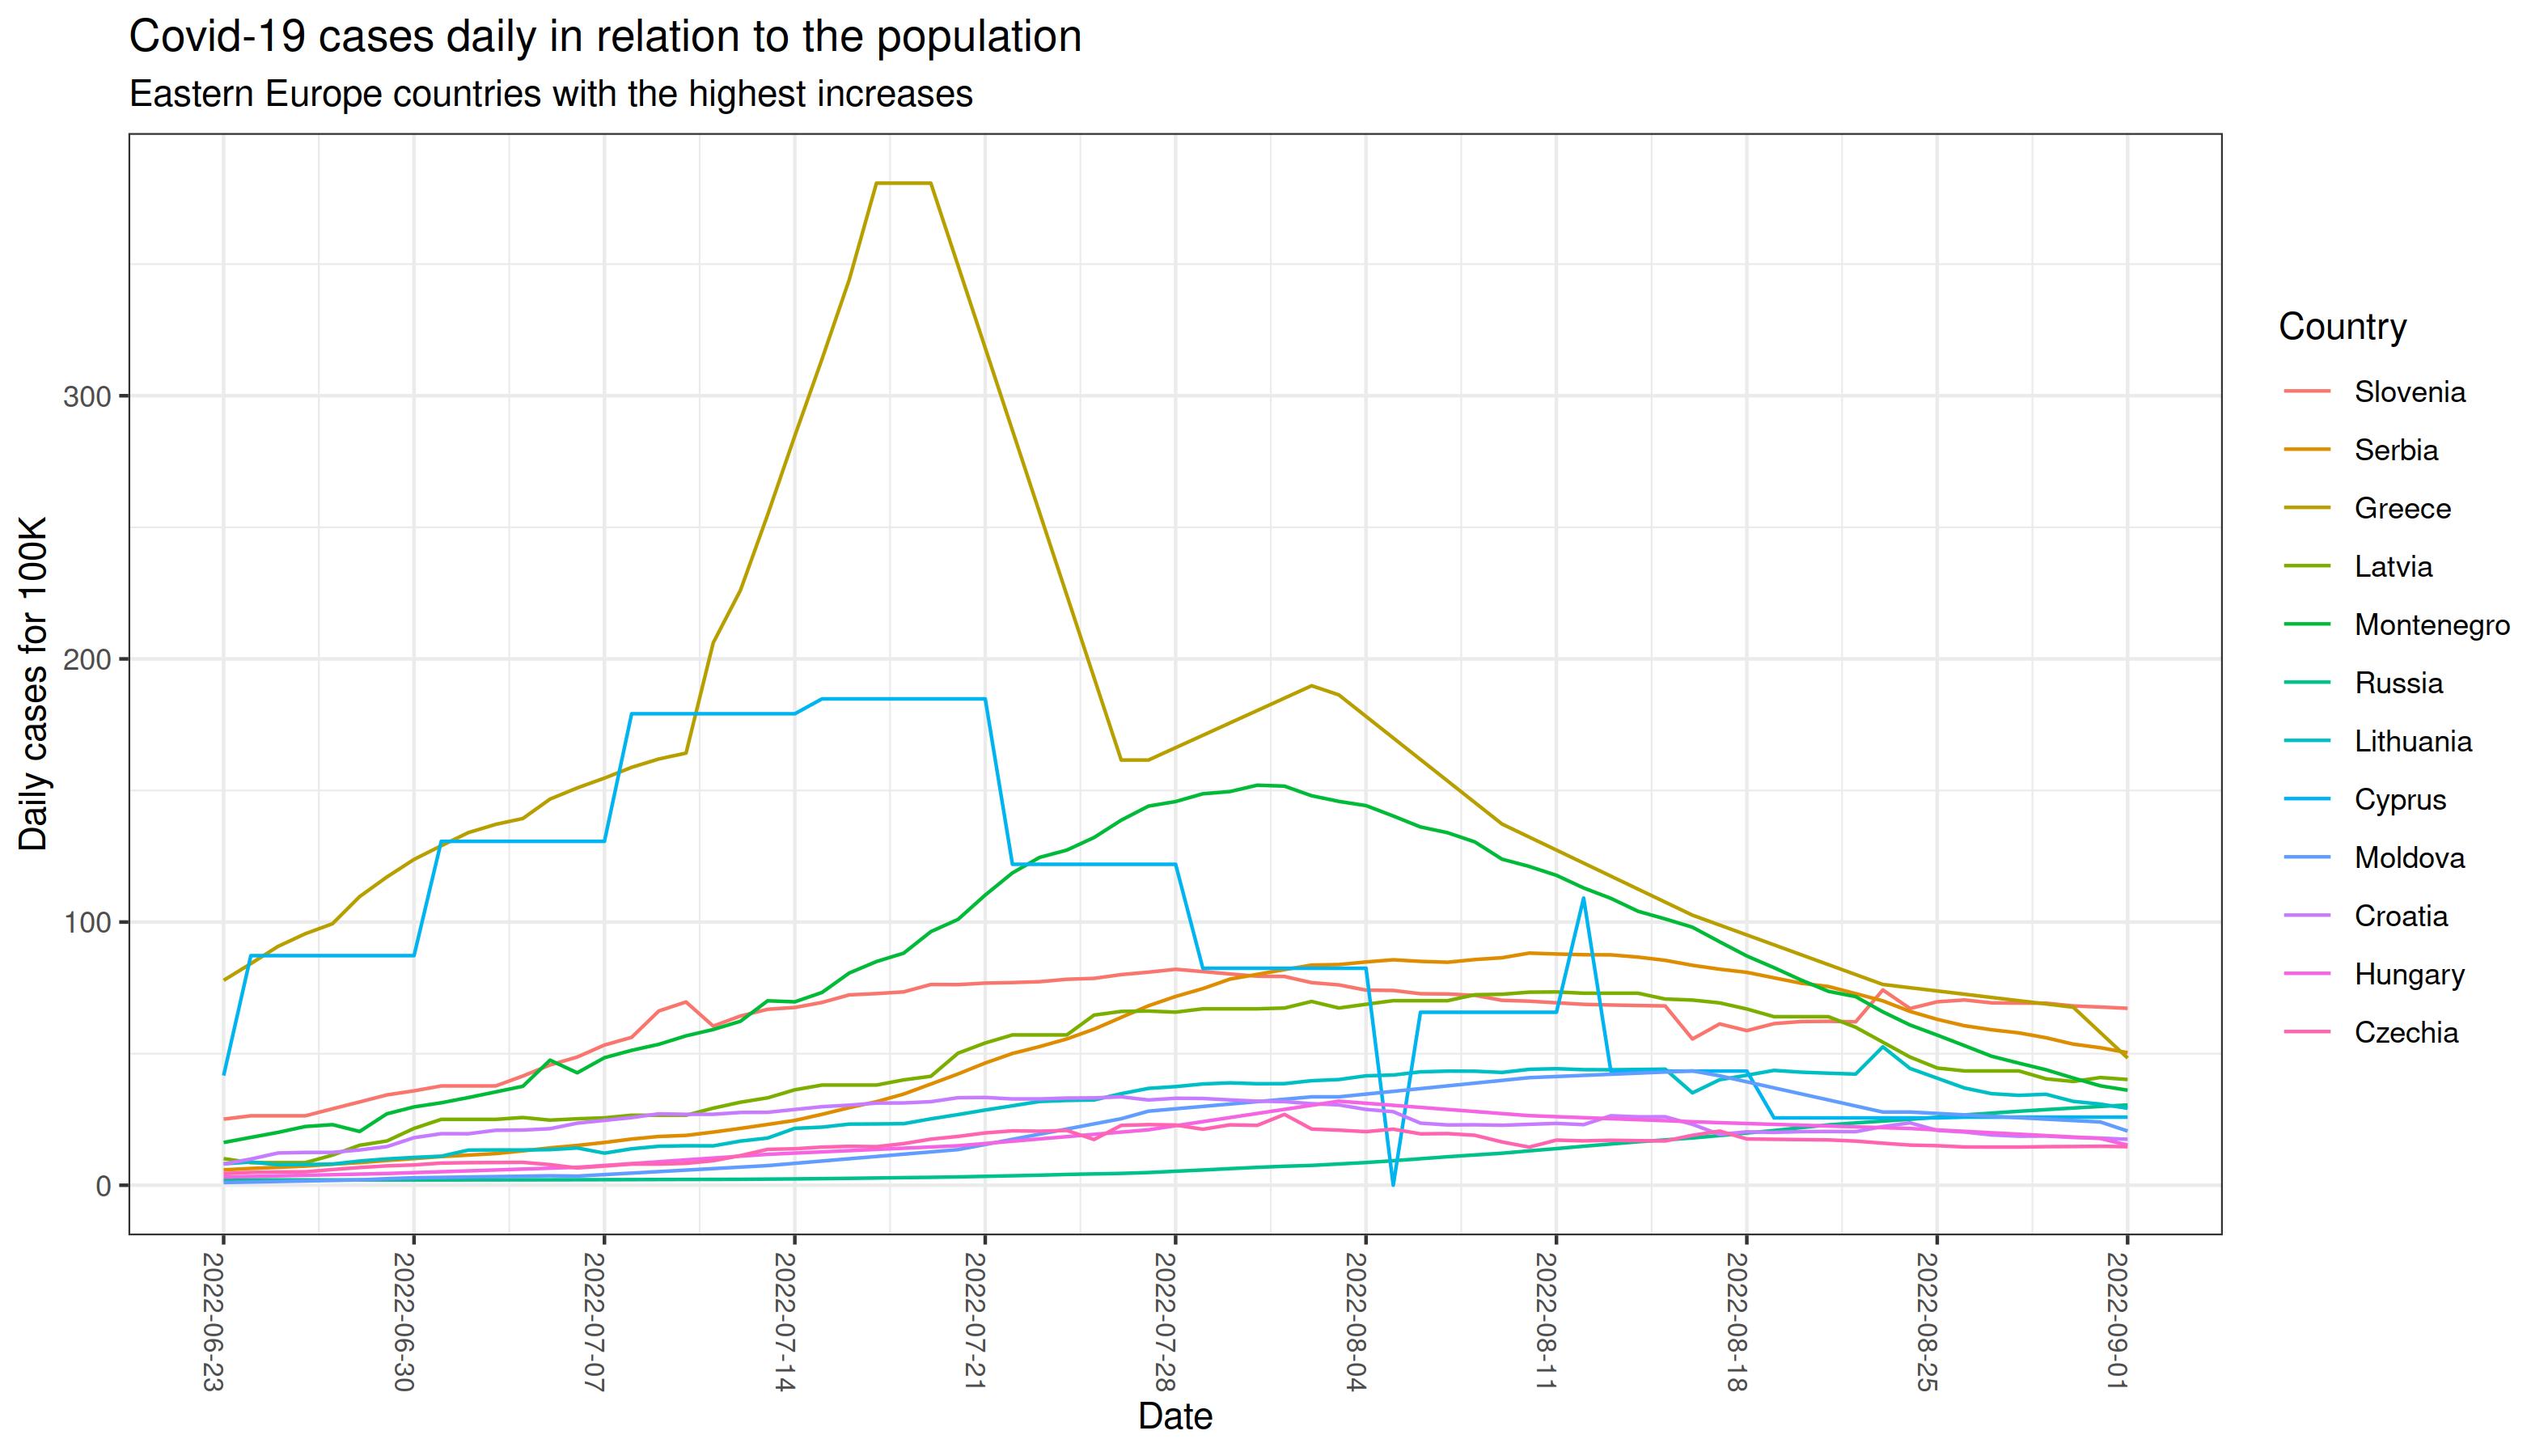 Covid-19 cases daily in relation to the population
Eastern Europe countries with the highest increases
Daily cases for 100K
300
200
100
0
2022-06-23
2022-06-30
2022-07-07
2022-07-14
2022-07-21
2022-07-28
2022-08-04
2022-08-11
2022-08-18
2022-08-25
2022-09-01
Date
Country
Slovenia
Serbia
Greece
Latvia
Montenegro
Russia
Lithuania
Cyprus
Moldova
Croatia
Hungary
Czechia